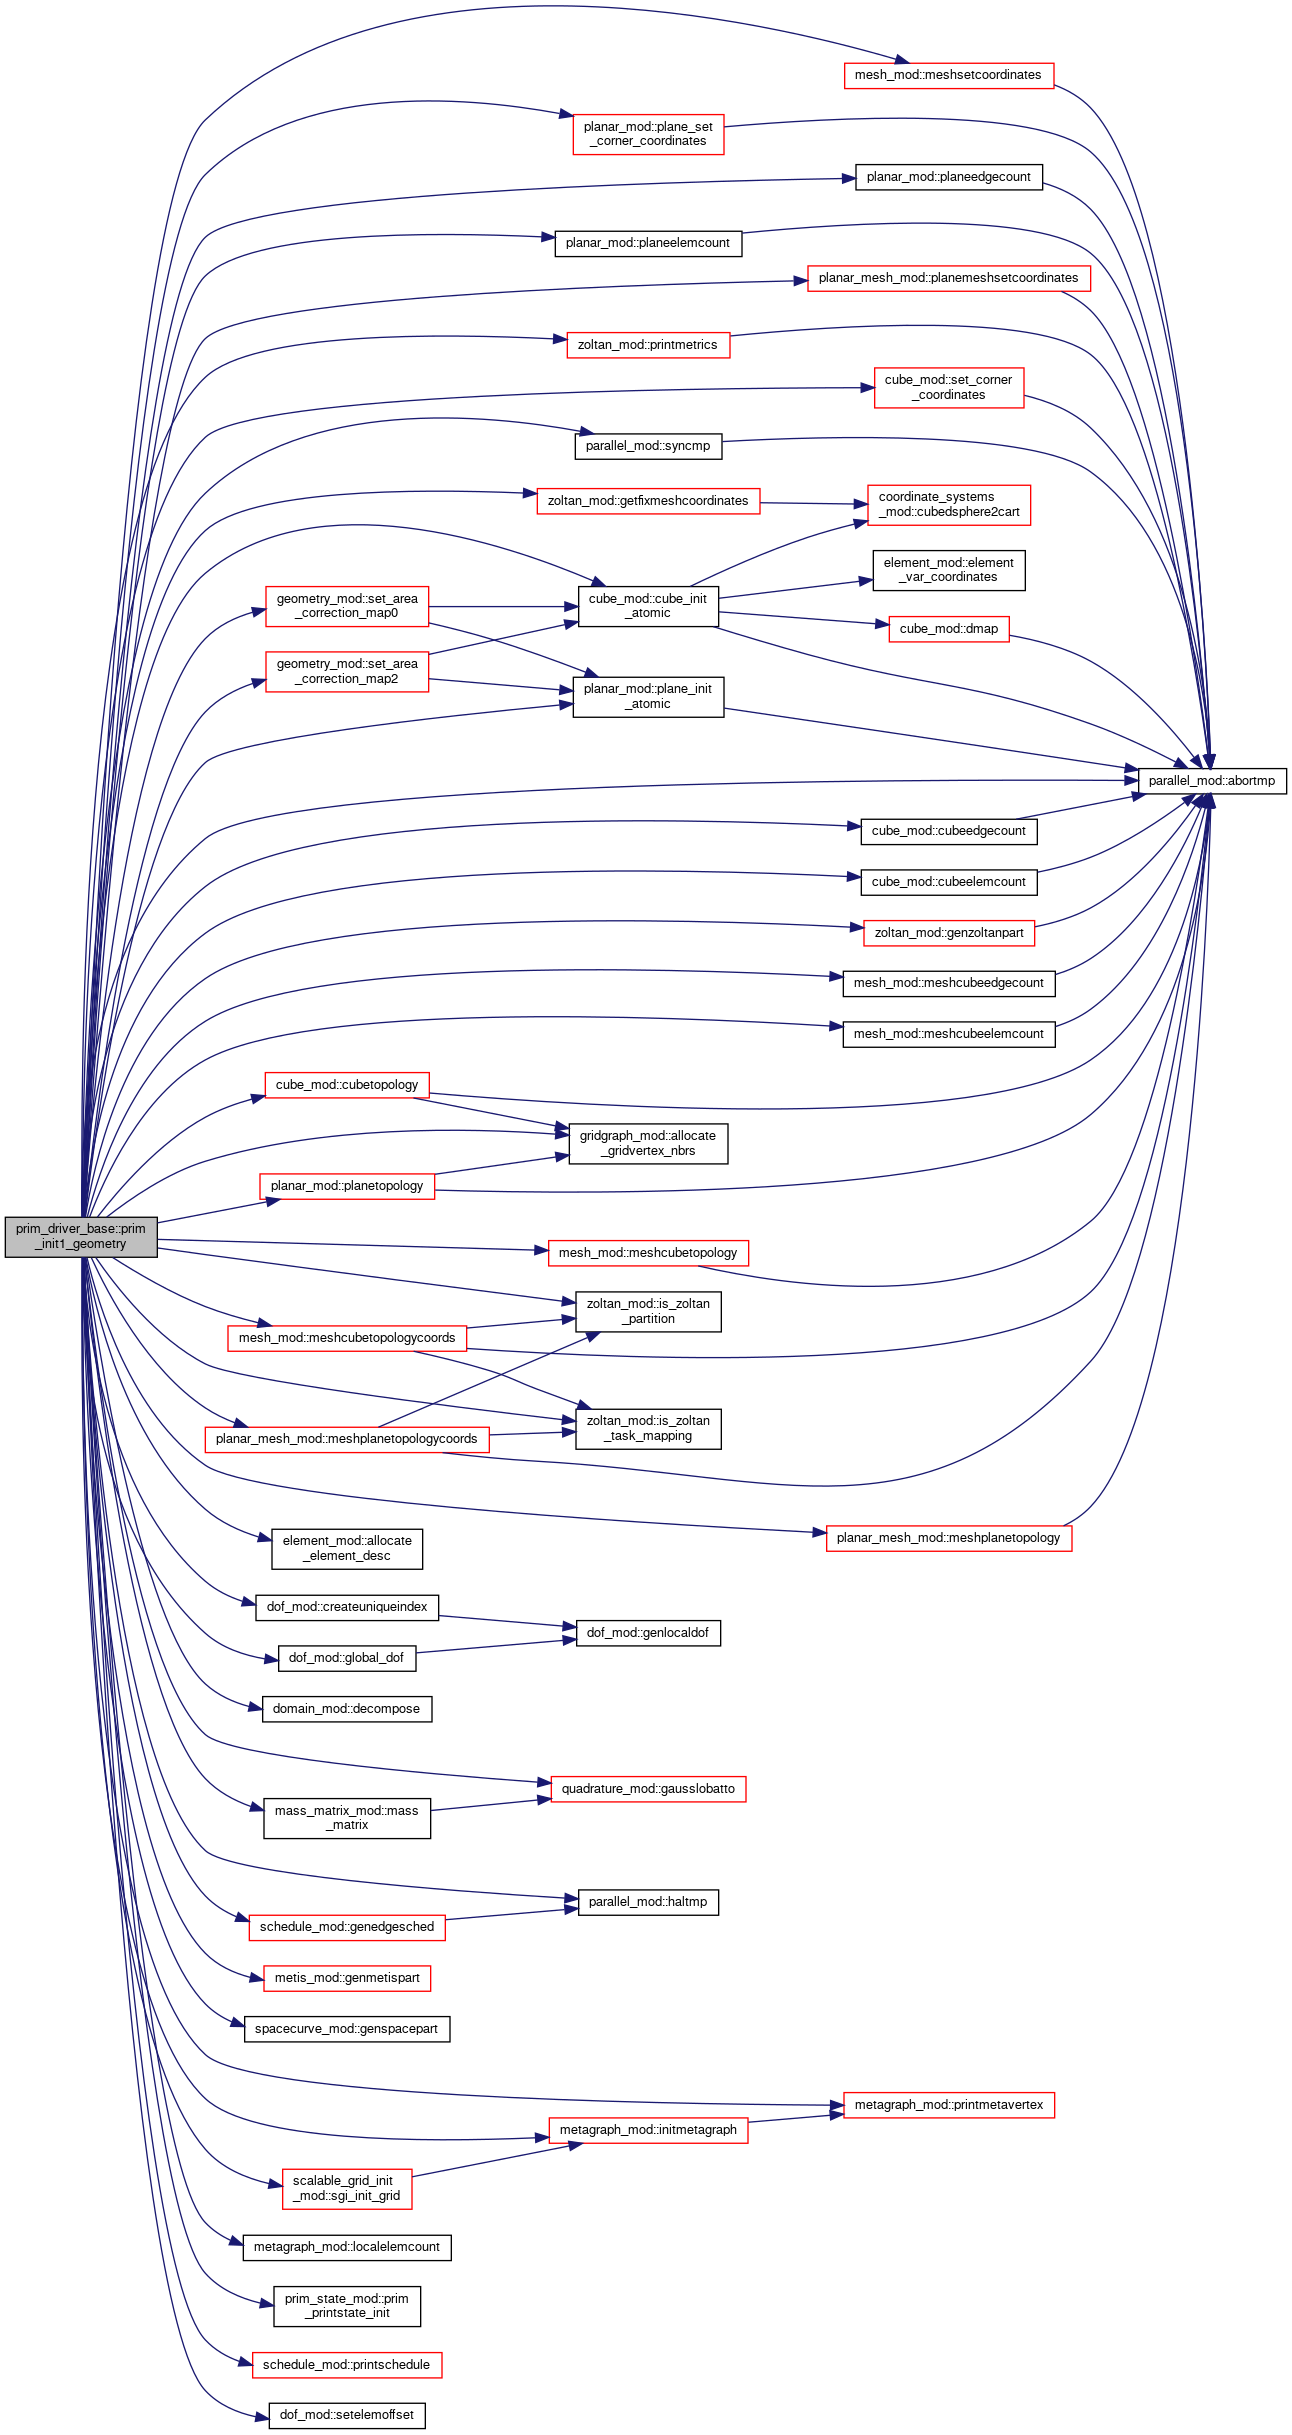 mesh_mod::meshsetcoordinates
planar_mod::plane_set
_corner_coordinates
planar_mod::planeedgecount
planar_mod::planeelemcount
planar_mesh_mod::planemeshsetcoordinates
zoltan_mod::printmetrics
cube_mod::set_corner
_coordinates
parallel_mod::syncmp
zoltan_mod::getfixmeshcoordinates
coordinate_systems
_mod::cubedsphere2cart
element_mod::element
_var_coordinates
geometry_mod::set_area
_correction_map0
cube_mod::cube_init
_atomic
cube_mod::dmap
geometry_mod::set_area
_correction_map2
planar_mod::plane_init
_atomic
parallel_mod::abortmp
cube_mod::cubeedgecount
cube_mod::cubeelemcount
zoltan_mod::genzoltanpart
mesh_mod::meshcubeedgecount
mesh_mod::meshcubeelemcount
cube_mod::cubetopology
gridgraph_mod::allocate
_gridvertex_nbrs
planar_mod::planetopology
prim_driver_base::prim
_init1_geometry
mesh_mod::meshcubetopology
zoltan_mod::is_zoltan
_partition
mesh_mod::meshcubetopologycoords
zoltan_mod::is_zoltan
_task_mapping
planar_mesh_mod::meshplanetopologycoords
planar_mesh_mod::meshplanetopology
element_mod::allocate
_element_desc
dof_mod::createuniqueindex
dof_mod::genlocaldof
dof_mod::global_dof
domain_mod::decompose
quadrature_mod::gausslobatto
mass_matrix_mod::mass
_matrix
parallel_mod::haltmp
schedule_mod::genedgesched
metis_mod::genmetispart
spacecurve_mod::genspacepart
metagraph_mod::printmetavertex
metagraph_mod::initmetagraph
scalable_grid_init
_mod::sgi_init_grid
metagraph_mod::localelemcount
prim_state_mod::prim
_printstate_init
schedule_mod::printschedule
dof_mod::setelemoffset